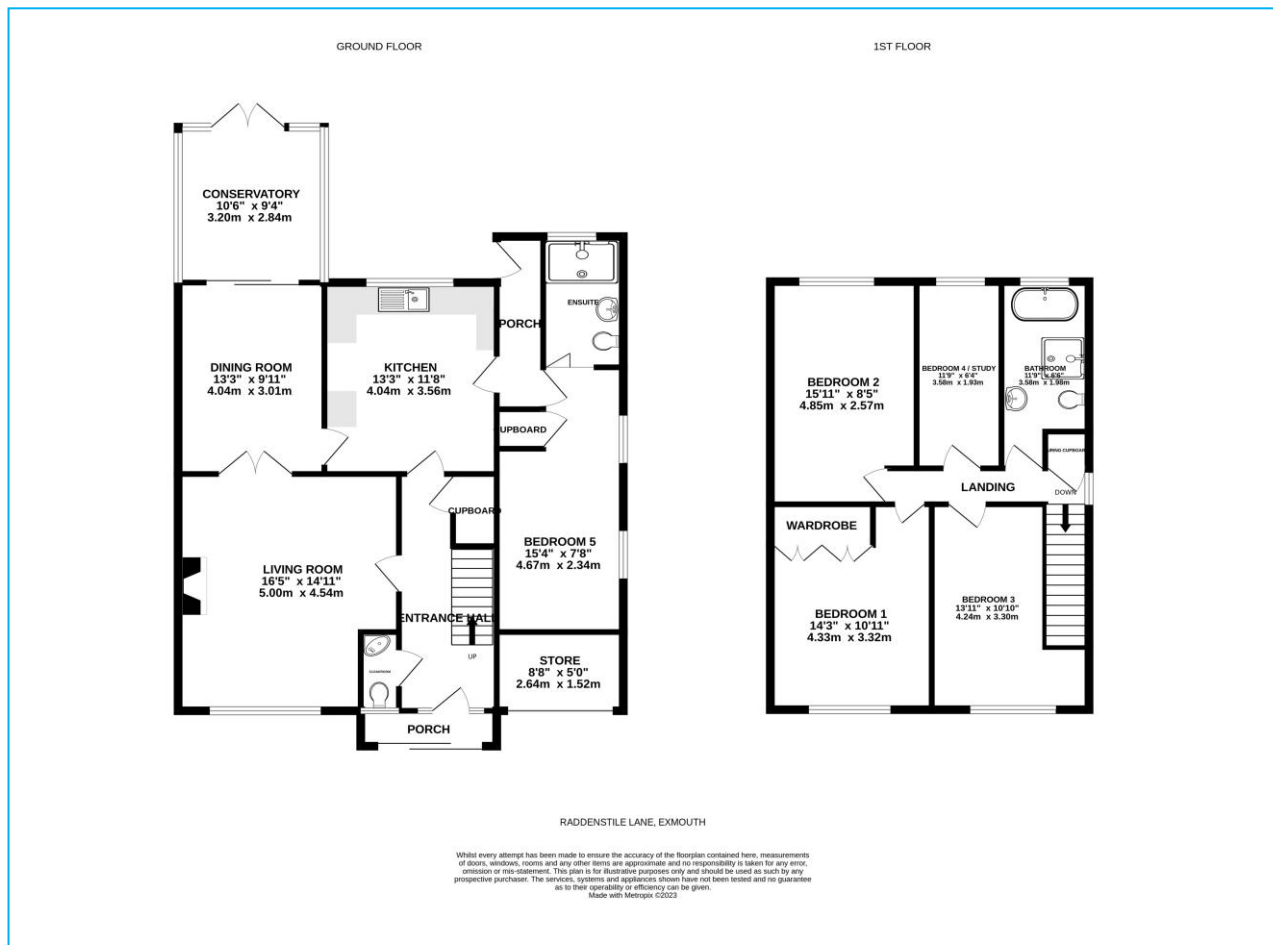 GROUND FLOOR
1ST FLOOR
CONSERVATORY
10'6" x 9'4"
3.20m x 2.84m
DINING ROOM
13'3" x 9'11"
4.04m x 3.01m
KITCHEN
13'3" x 11'8"
4.04m x 3.56m
PORCH
ENSUITE
CUPBOARD
CUPBOARD
LIVING ROOM
16'5" x 14'11"
5.00m x 4.54m
ENTRANCE HALL
UP
CLOAKROOM
PORCH
BEDROOM 5
15'4" x 7'8"
4.67m x 2.34m
STORE
8'8" x 5'0"
2.64m x 1.52m
BEDROOM 2
15'11" x 8'5"
4.85m x 2.57m
BEDROOM 4 / STUDY
11'9" x 6'4"
3.58m x 1.93m
BATHROOM
11'9" x 6'6"
3.58m x 1.98m
AIRING CUPBOARD
LANDING
DOWN
WARDROBE
BEDROOM 1
14'3" x 10'11"
4.33m x 3.32m
BEDROOM 3
13'11" x 10'10"
4.24m x 3.30m
RADDENSTILE LANE, EXMOUTH
Whilst every attempt has been made to ensure the accuracy of the floorplan contained here, measurements
of doors, windows, rooms and any other items are approximate and no responsibility is taken for any error,
omission or mis-statement. This plan is for illustrative purposes only and should be used as such by any
prospective purchaser. The services, systems and appliances shown have not been tested and no guarantee
as to their operability or efficiency can be given.
Made with Metropix ©2023